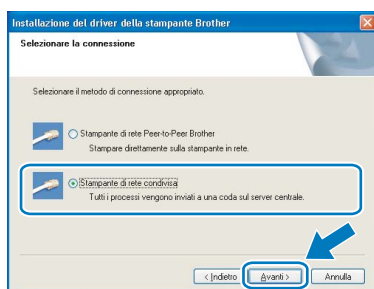 Installazione del driver della stampante Brother
Selezionare la connessione
Selezionare il metodo di connessione appropriato.
Stampante di rete Peer-to-Peer Brother
Stampare direttamente sulla stampante in rete.
Stampante di rete condivisa
Tutti i processi vengono inviati a una coda sul server centrale.
< Indietro Avanti > Annulla